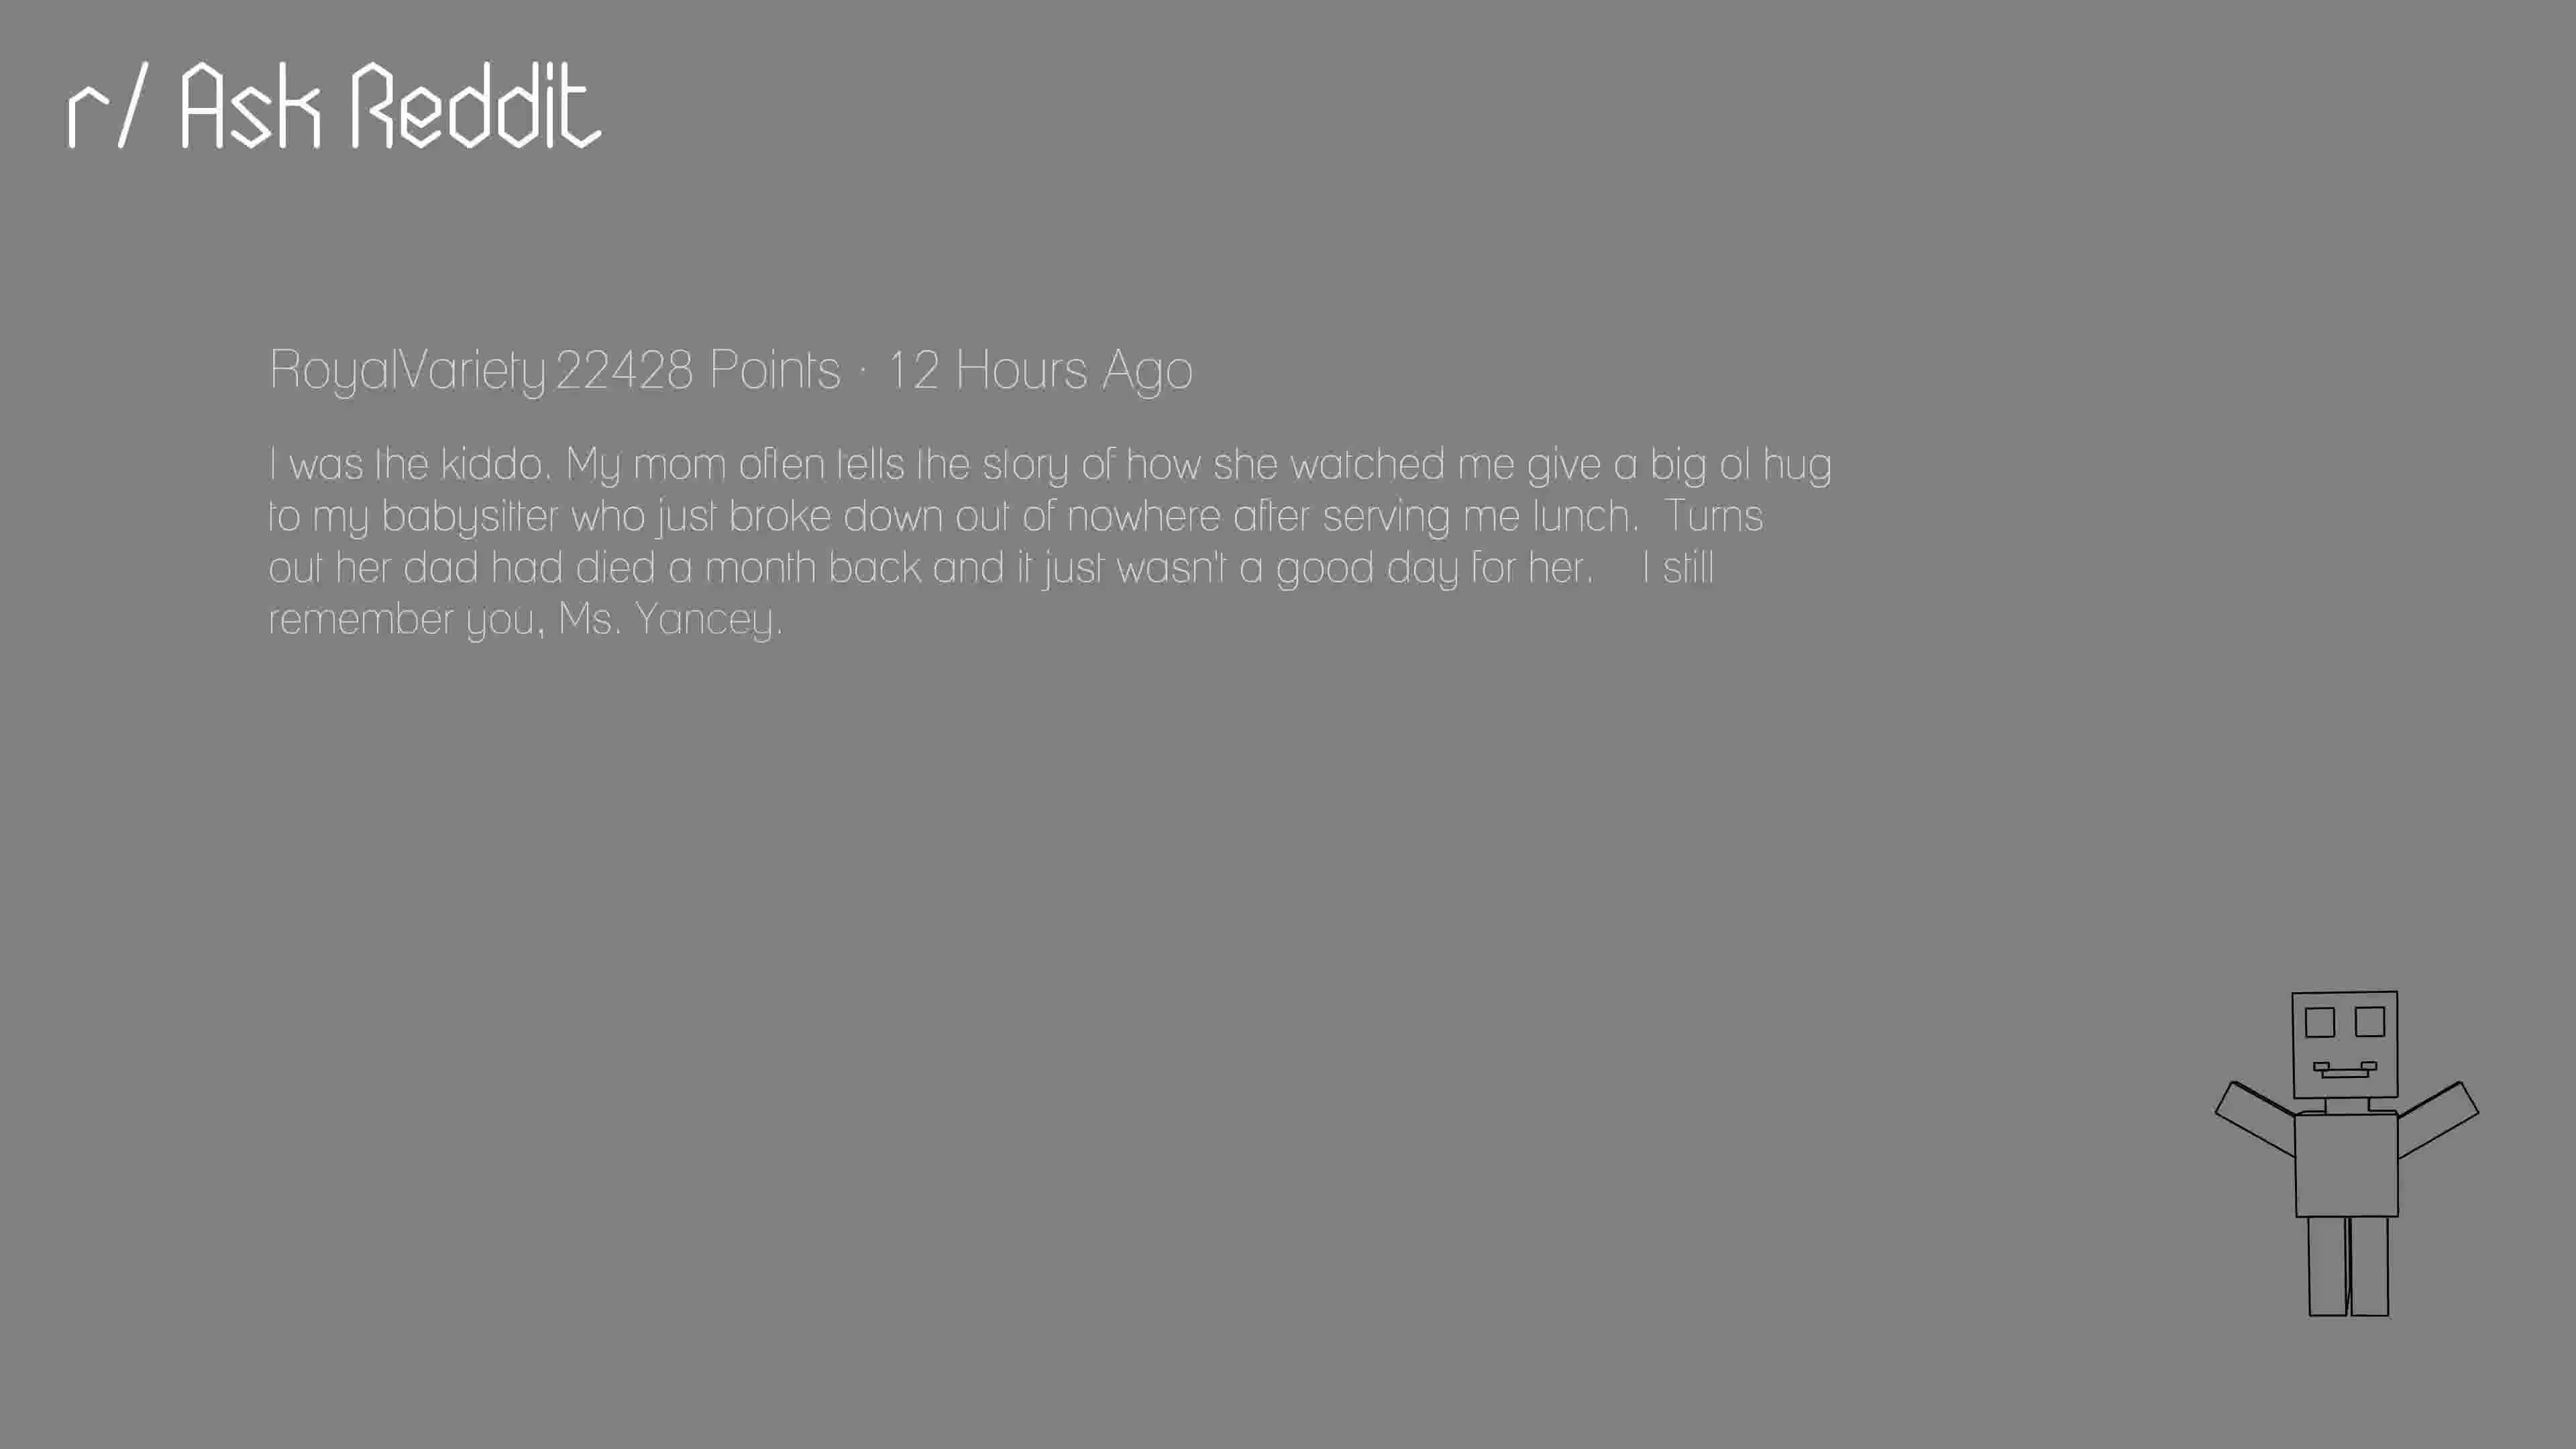 r/ Ask Reddit
RoyalVariety 22428 Points · 12 Hours Ago
I was the kiddo. My mom often tells the story of how she watched me give a big ol hug
to my babysitter who just broke down out of nowhere after serving me lunch. Turns
out her dad had died a month back and it just wasn't a good day for her. I still
remember you, Ms. Yancey.